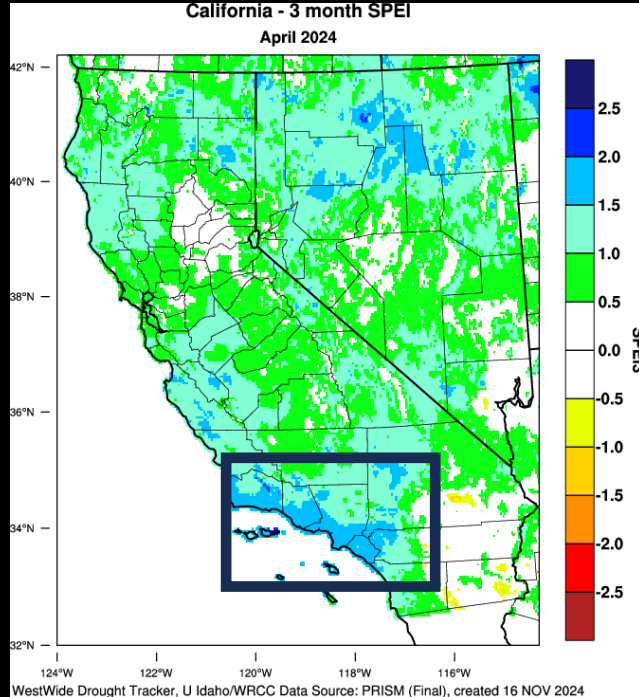 California - 3 month SPEI
April 2024
42°N
40°N
38°N
36°N
34°N
32°N
124°W
122°W
120°W
118°W
116°W
2.5
2.0
1.5
1.0
0.5
0.0
-0.5
-1.0
-1.5
-2.0
-2.5
SPEI3
WestWide Drought Tracker, U Idaho/WRCC Data Source: PRISM (Final), created 16 NOV 2024